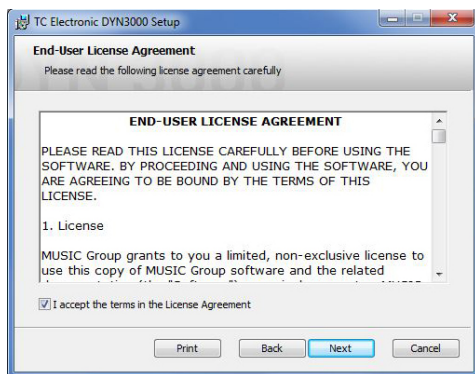 TC Electronic DYN3000 Setup
End-User License Agreement
Please read the following license agreement carefully
END-USER LICENSE AGREEMENT
PLEASE READ THIS LICENSE CAREFULLY BEFORE USING THE
SOFTWARE. BY PROCEEDING AND USING THE SOFTWARE, YOU
ARE AGREEING TO BE BOUND BY THE TERMS OF THIS
LICENSE.
1. License
MUSIC Group grants to you a limited, non-exclusive license to
use this copy of MUSIC Group software and the related
I accept the terms in the License Agreement
Print
Back
Next
Cancel